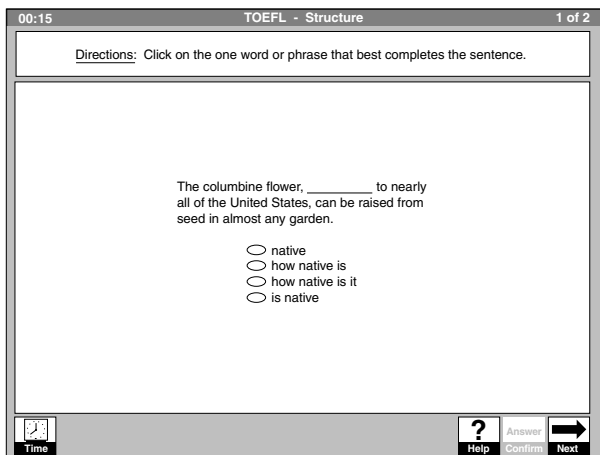 00:15 TOEFL - Structure 1 of 2
Directions: Click on the one word or phrase that best completes the sentence.
The columbine flower, __________ to nearly
all of the United States, can be raised from
seed in almost any garden.
native
how native is
how native is it
is native
Time
?
Help
Answer
Confirm
Next